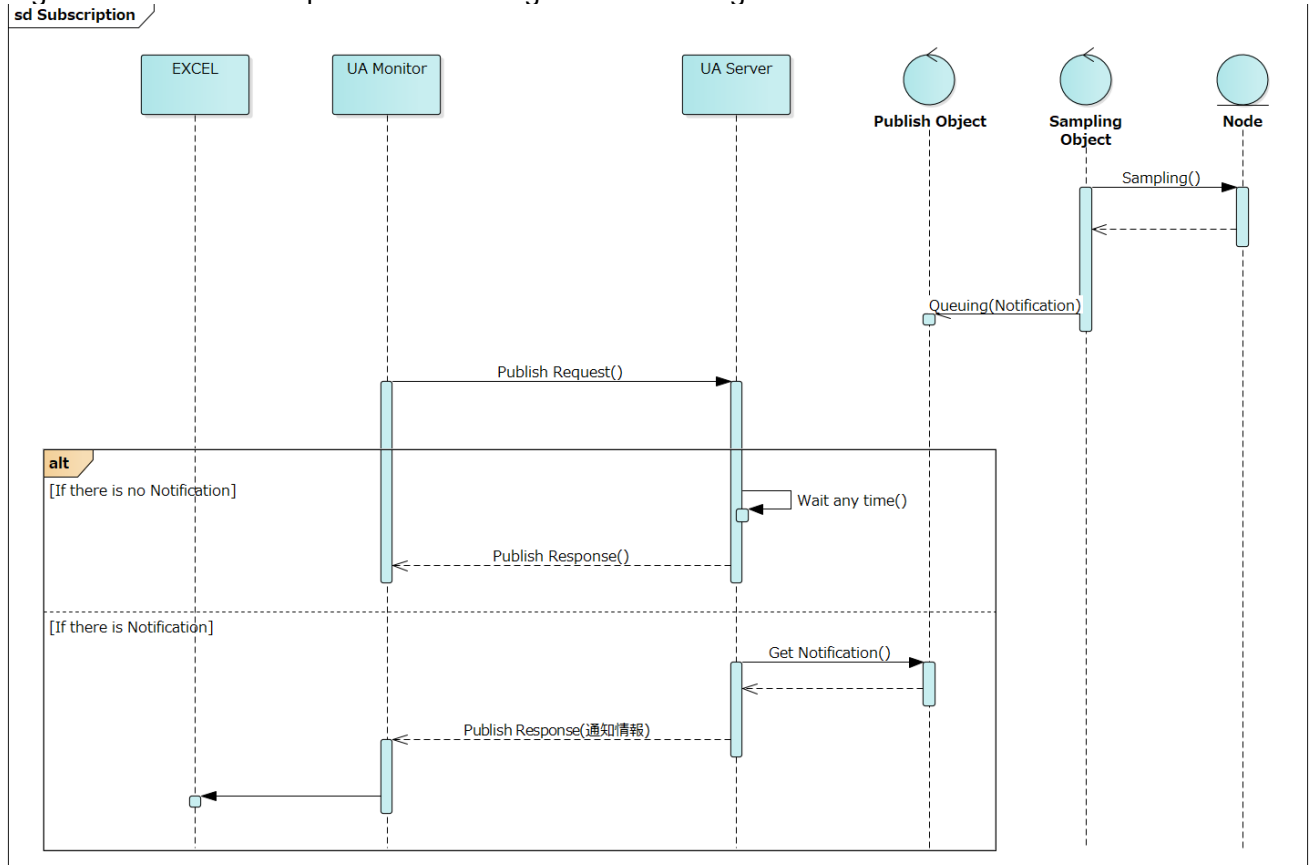 sd Subscription
EXCEL
UA Monitor
UA Server
Publish Object
Sampling
Object
Node
Sampling()
Queuing(Notification)
Publish Request()
alt
[If there is no Notification]
Wait any time()
Publish Response()
[If there is Notification]
Get Notification()
Publish Response(通知情報)